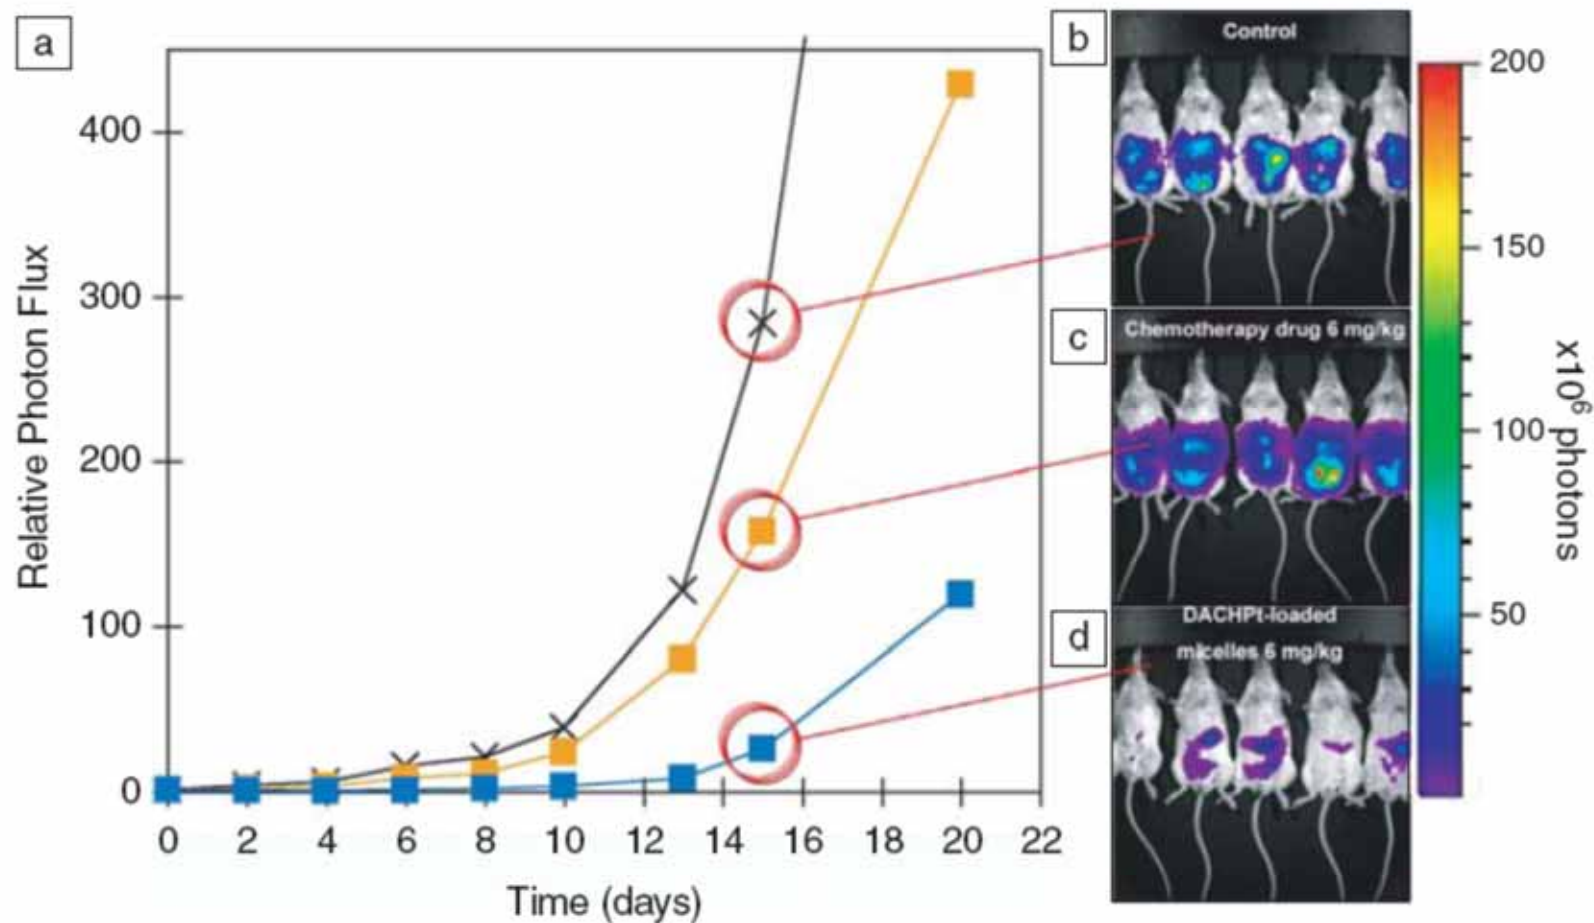 a
400
300
200
100
0
Relative Photon Flux
0 2 4 6 8 10 12 14 16 18 20 22
Time (days)
b
Control
c
Chemotherapy drug 6 mg/kg
d
DACHPt-loaded
micelles 6 mg/kg
200
150
100
50
x10⁶ photons